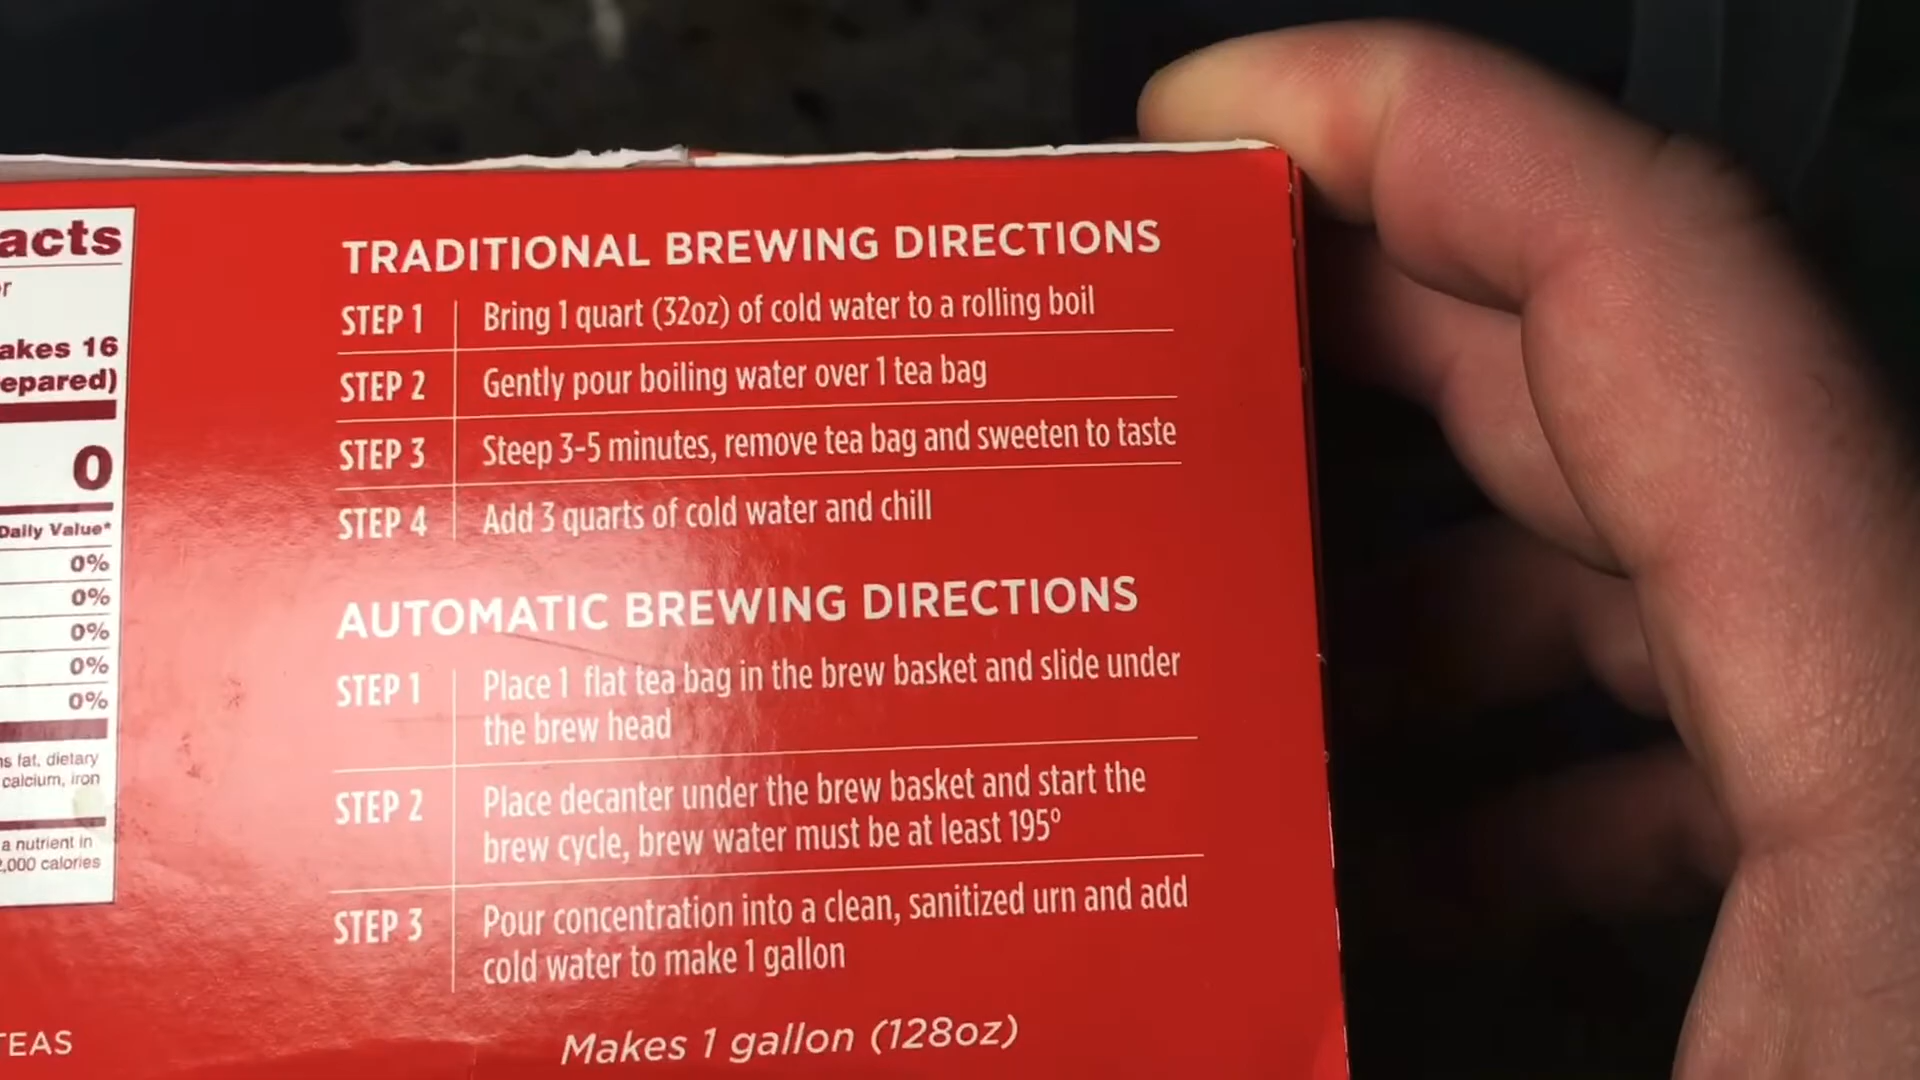 acts
r
akes 16
epared)
0
Daily Value*
0%
0%
0%
0%
0%
s fat, dietary
calcium, iron
a nutrient in
,000 calories
TEAS
TRADITIONAL BREWING DIRECTIONS
STEP 1 Bring 1 quart (32oz) of cold water to a rolling boil
STEP 2 Gently pour boiling water over 1 tea bag
STEP 3 Steep 3-5 minutes, remove tea bag and sweeten to taste
STEP 4 Add 3 quarts of cold water and chill
AUTOMATIC BREWING DIRECTIONS
STEP 1 Place 1 flat tea bag in the brew basket and slide under
the brew head
STEP 2 Place decanter under the brew basket and start the
brew cycle, brew water must be at least 195°
STEP 3 Pour concentration into a clean, sanitized urn and add
cold water to make 1 gallon
Makes 1 gallon (128oz)